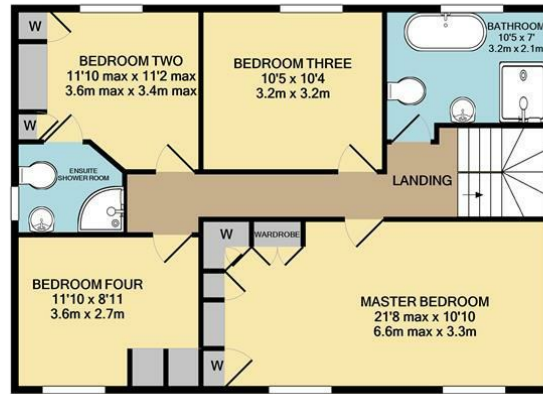 W
BEDROOM TWO
11'10 max x 11'2 max
3.6m max x 3.4m max
W
BEDROOM THREE
10'5 x 10'4
3.2m x 3.2m
BATHROOM
10'5 x 7'
3.2m x 2.1m
ENSUITE
SHOWER ROOM
LANDING
W
WARDROBE
BEDROOM FOUR
11'10 x 8'11
3.6m x 2.7m
MASTER BEDROOM
21'8 max x 10'10
6.6m max x 3.3m
W